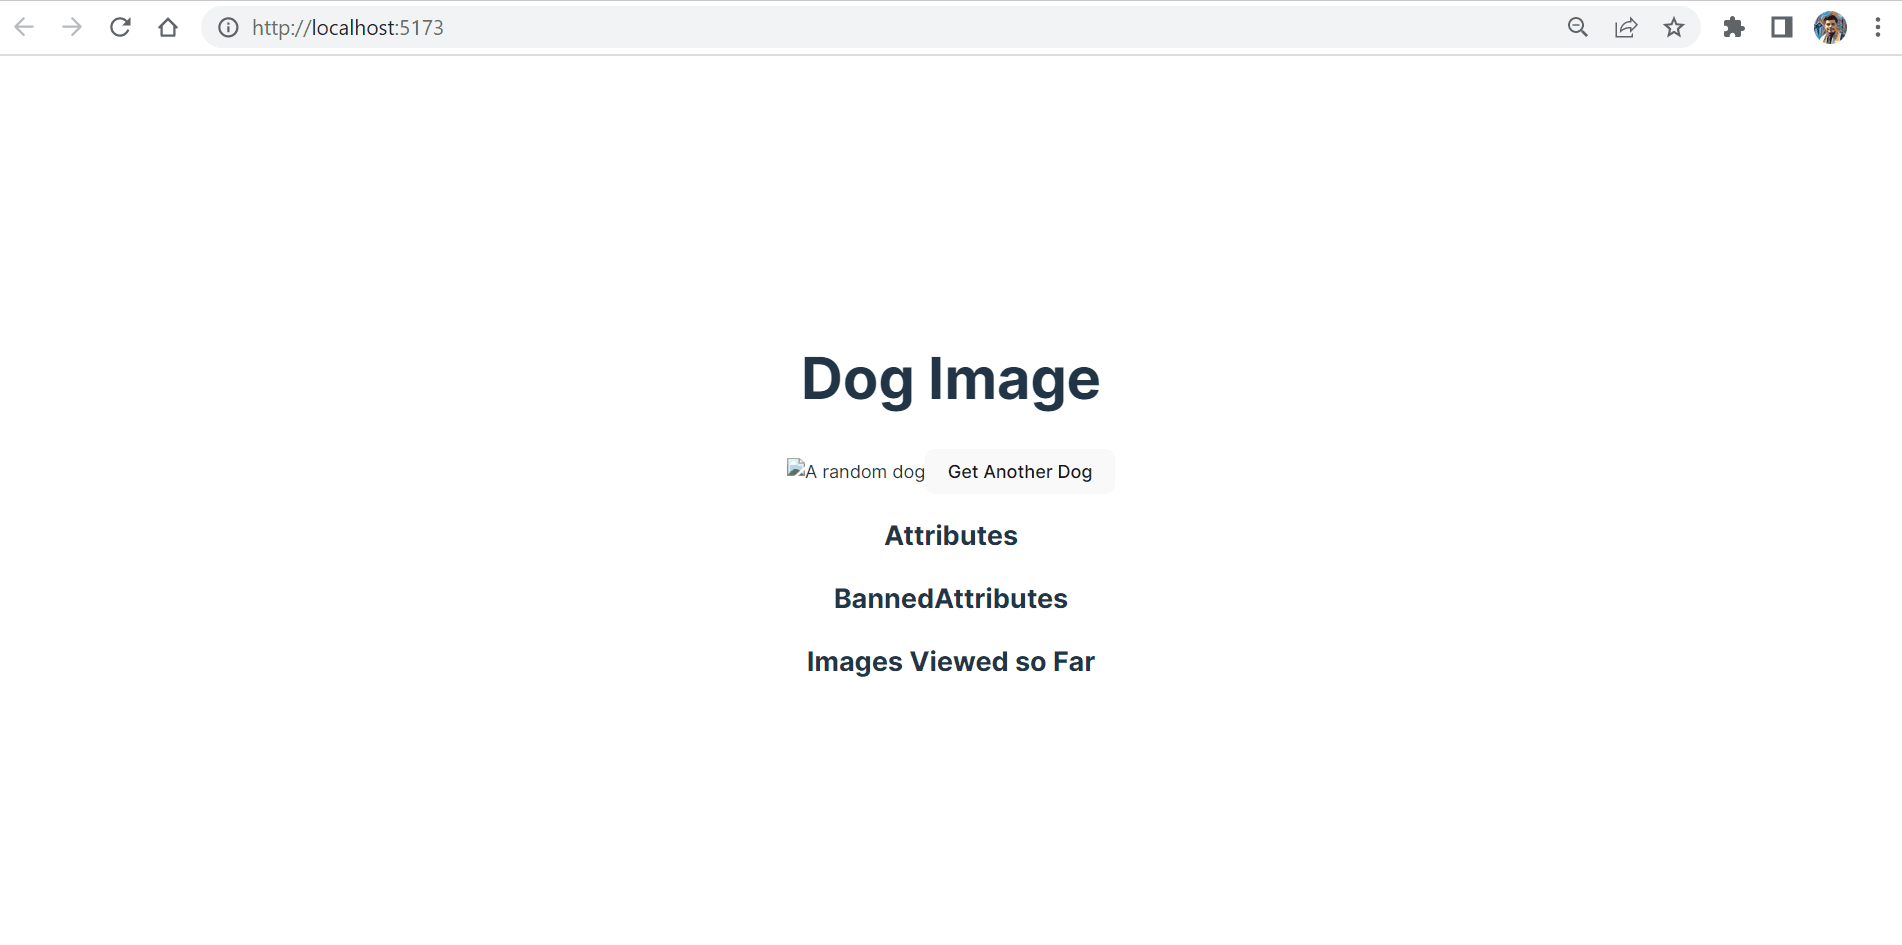 http://localhost:5173
Dog Image
A random dog Get Another Dog
Attributes
BannedAttributes
Images Viewed so Far